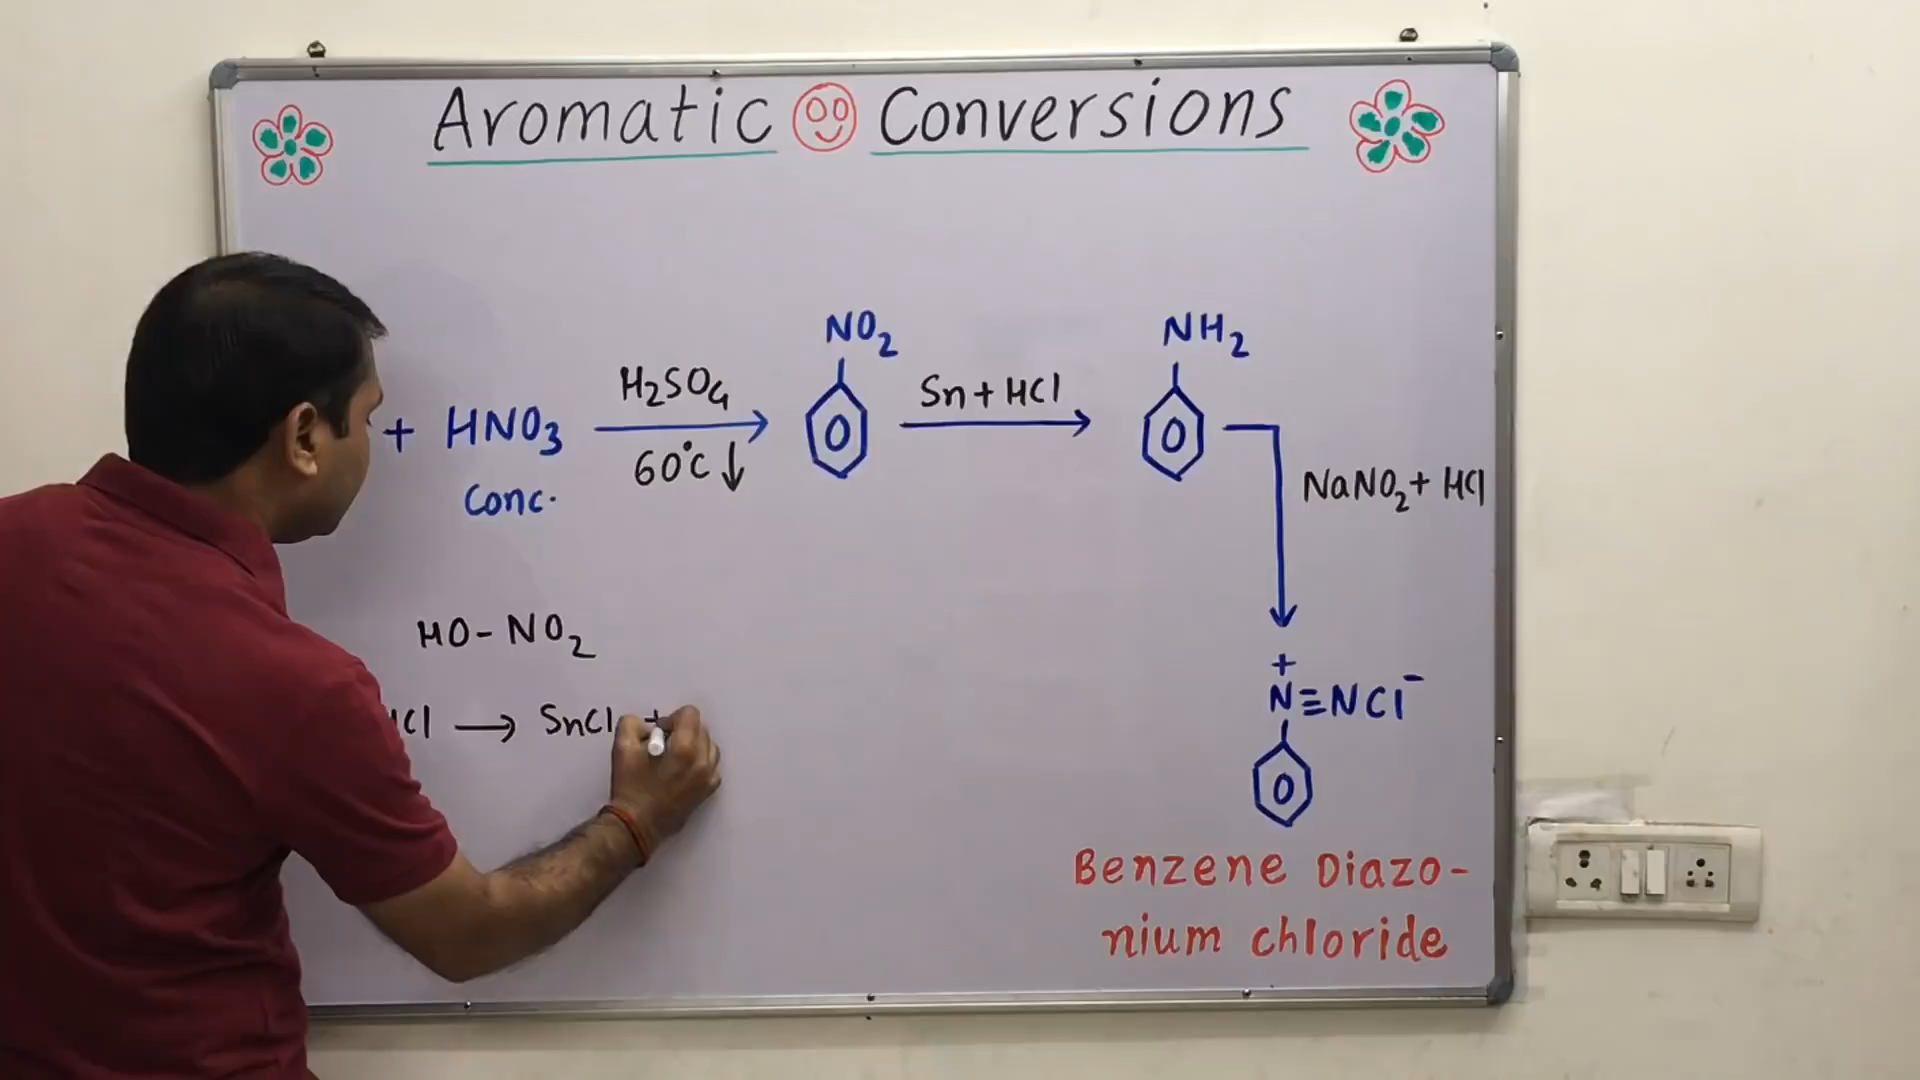 Aromatic Conversions
NO2
NH2
+ HNO3
H2SO4
60°C ↓
Sn + HCl
Conc.
NaNO2 + HCl
HO - NO2
Cl → SnCl +
+
N≡NCl⁻
Benzene Diazo-
nium chloride